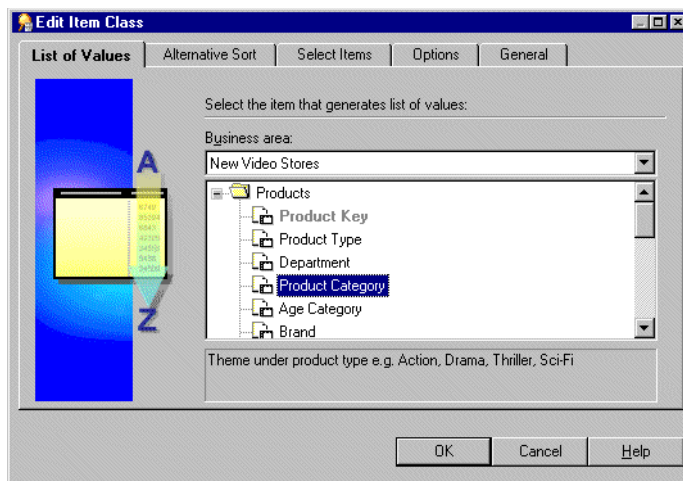 Edit Item Class
List of Values Alternative Sort Select Items Options General
Select the item that generates list of values:
Business area:
New Video Stores
Products
Product Key
Product Type
Department
Product Category
Age Category
Brand
A
Z
Theme under product type e.g. Action, Drama, Thriller, Sci-Fi
OK Cancel Help